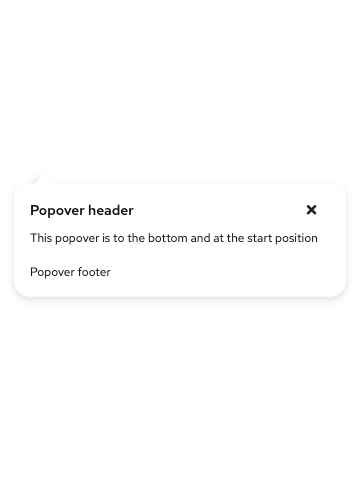 Popover header
This popover is to the bottom and at the start position
Popover footer